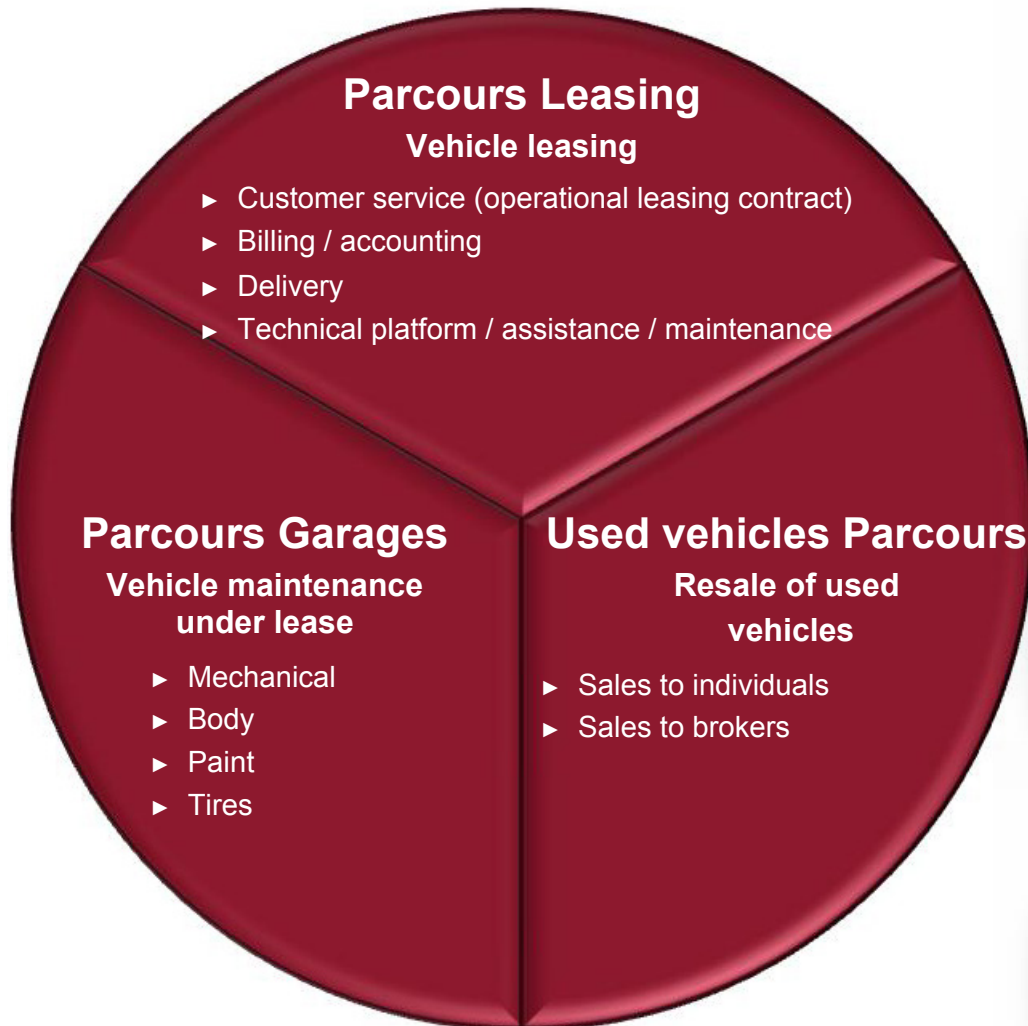 Parcours Leasing
Vehicle leasing
► Customer service (operational leasing contract)
► Billing / accounting
► Delivery
► Technical platform / assistance / maintenance
Parcours Garages
Vehicle maintenance
under lease
► Mechanical
► Body
► Paint
► Tires
Used vehicles Parcours
Resale of used
vehicles
► Sales to individuals
► Sales to brokers